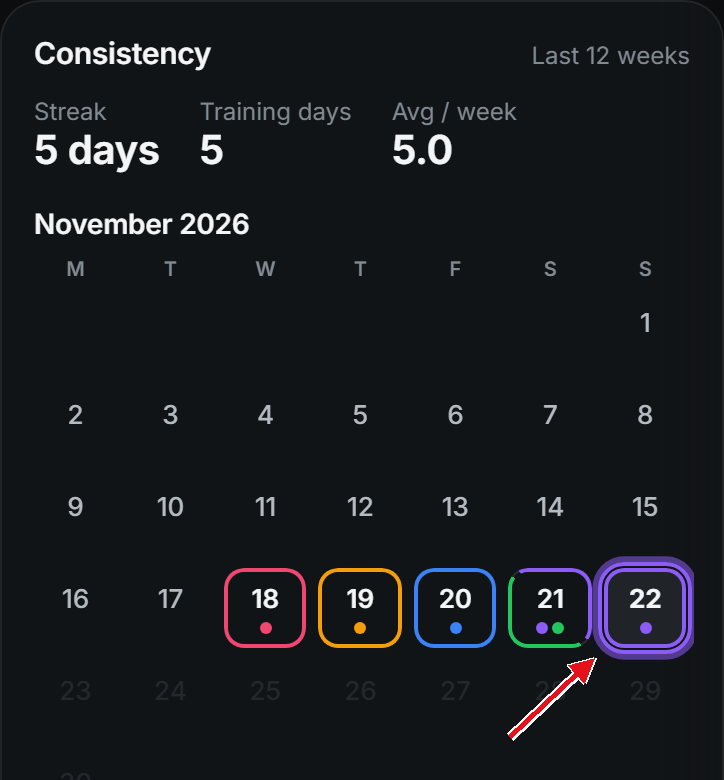 Consistency Last 12 weeks
Streak Training days Avg / week
5 days 5 5.0
November 2026
M T W T F S S
1
2 3 4 5 6 7 8
9 10 11 12 13 14 15
16 17 18 19 20 21 22
23 24 25 26 27 28 29
30